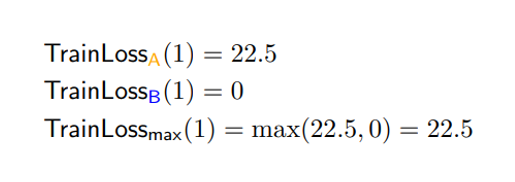 TrainLoss_A(1) = 22.5
TrainLoss_B(1) = 0
TrainLoss_max(1) = max(22.5, 0) = 22.5